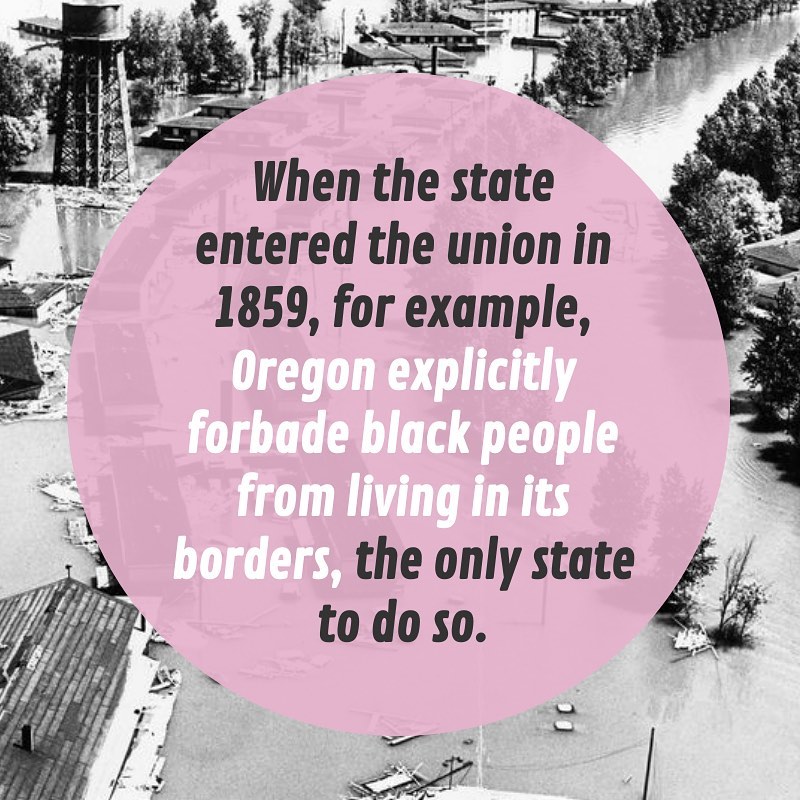 When the state
entered the union in
1859, for example,
Oregon explicitly
forbade black people
from living in its
borders, the only state
to do so.